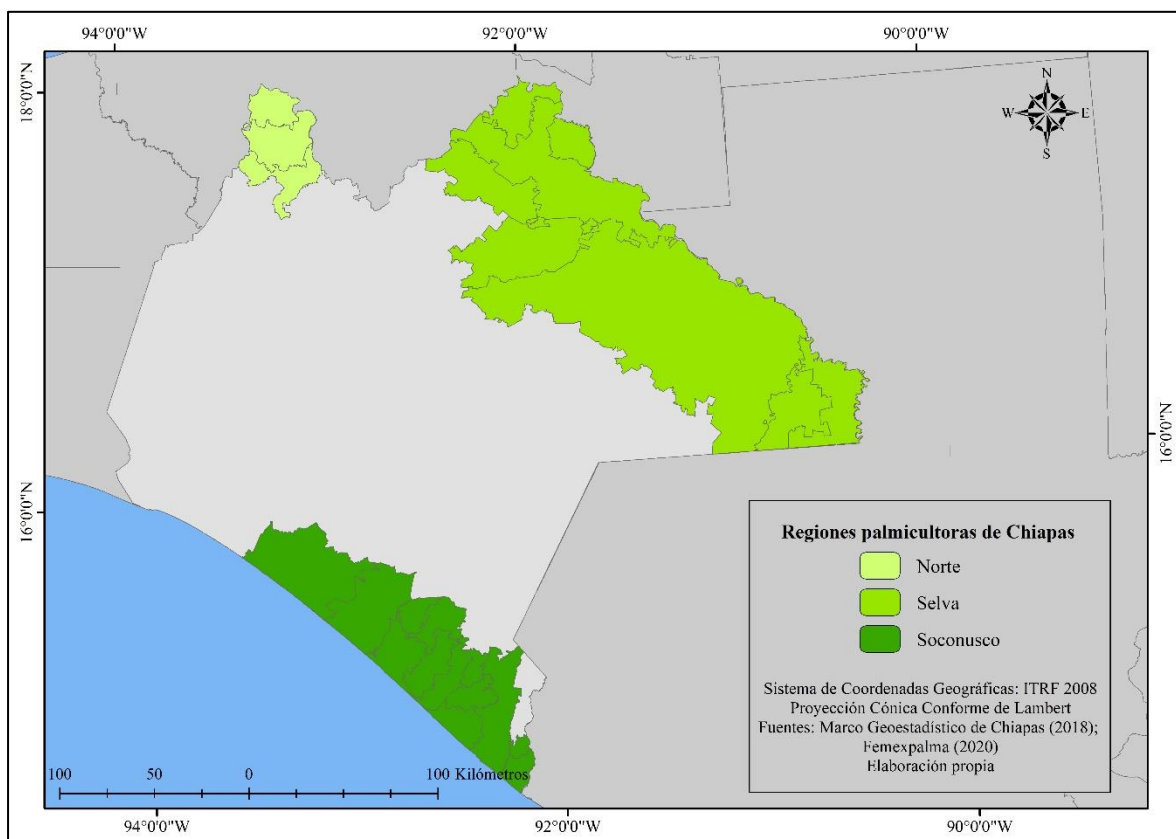 94°0'0"W 92°0'0"W 90°0'0"W
18°0'0"N
N
W E
S
16°0'0"N
16°0'0"N
Regiones palmicultoras de Chiapas
Norte
Selva
Soconusco
Sistema de Coordenadas Geográficas: ITRF 2008
Proyección Cónica Conforme de Lambert
Fuentes: Marco Geoestadístico de Chiapas (2018);
Femexpalma (2020)
Elaboración propia
100 50 0 100 Kilómetros
94°0'0"W 92°0'0"W 90°0'0"W